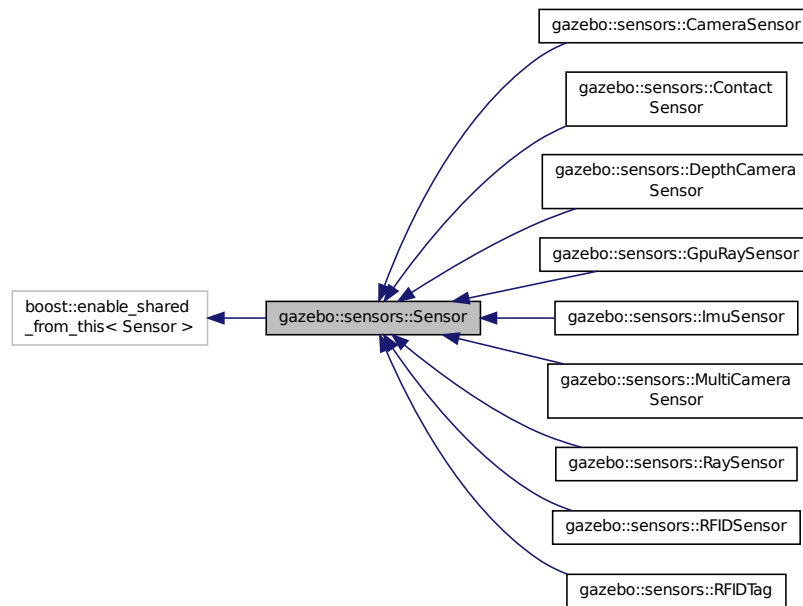 gazebo::sensors::CameraSensor
gazebo::sensors::Contact
Sensor
gazebo::sensors::DepthCamera
Sensor
gazebo::sensors::GpuRaySensor
boost::enable_shared
_from_this< Sensor >
gazebo::sensors::Sensor
gazebo::sensors::ImuSensor
gazebo::sensors::MultiCamera
Sensor
gazebo::sensors::RaySensor
gazebo::sensors::RFIDSensor
gazebo::sensors::RFIDTag